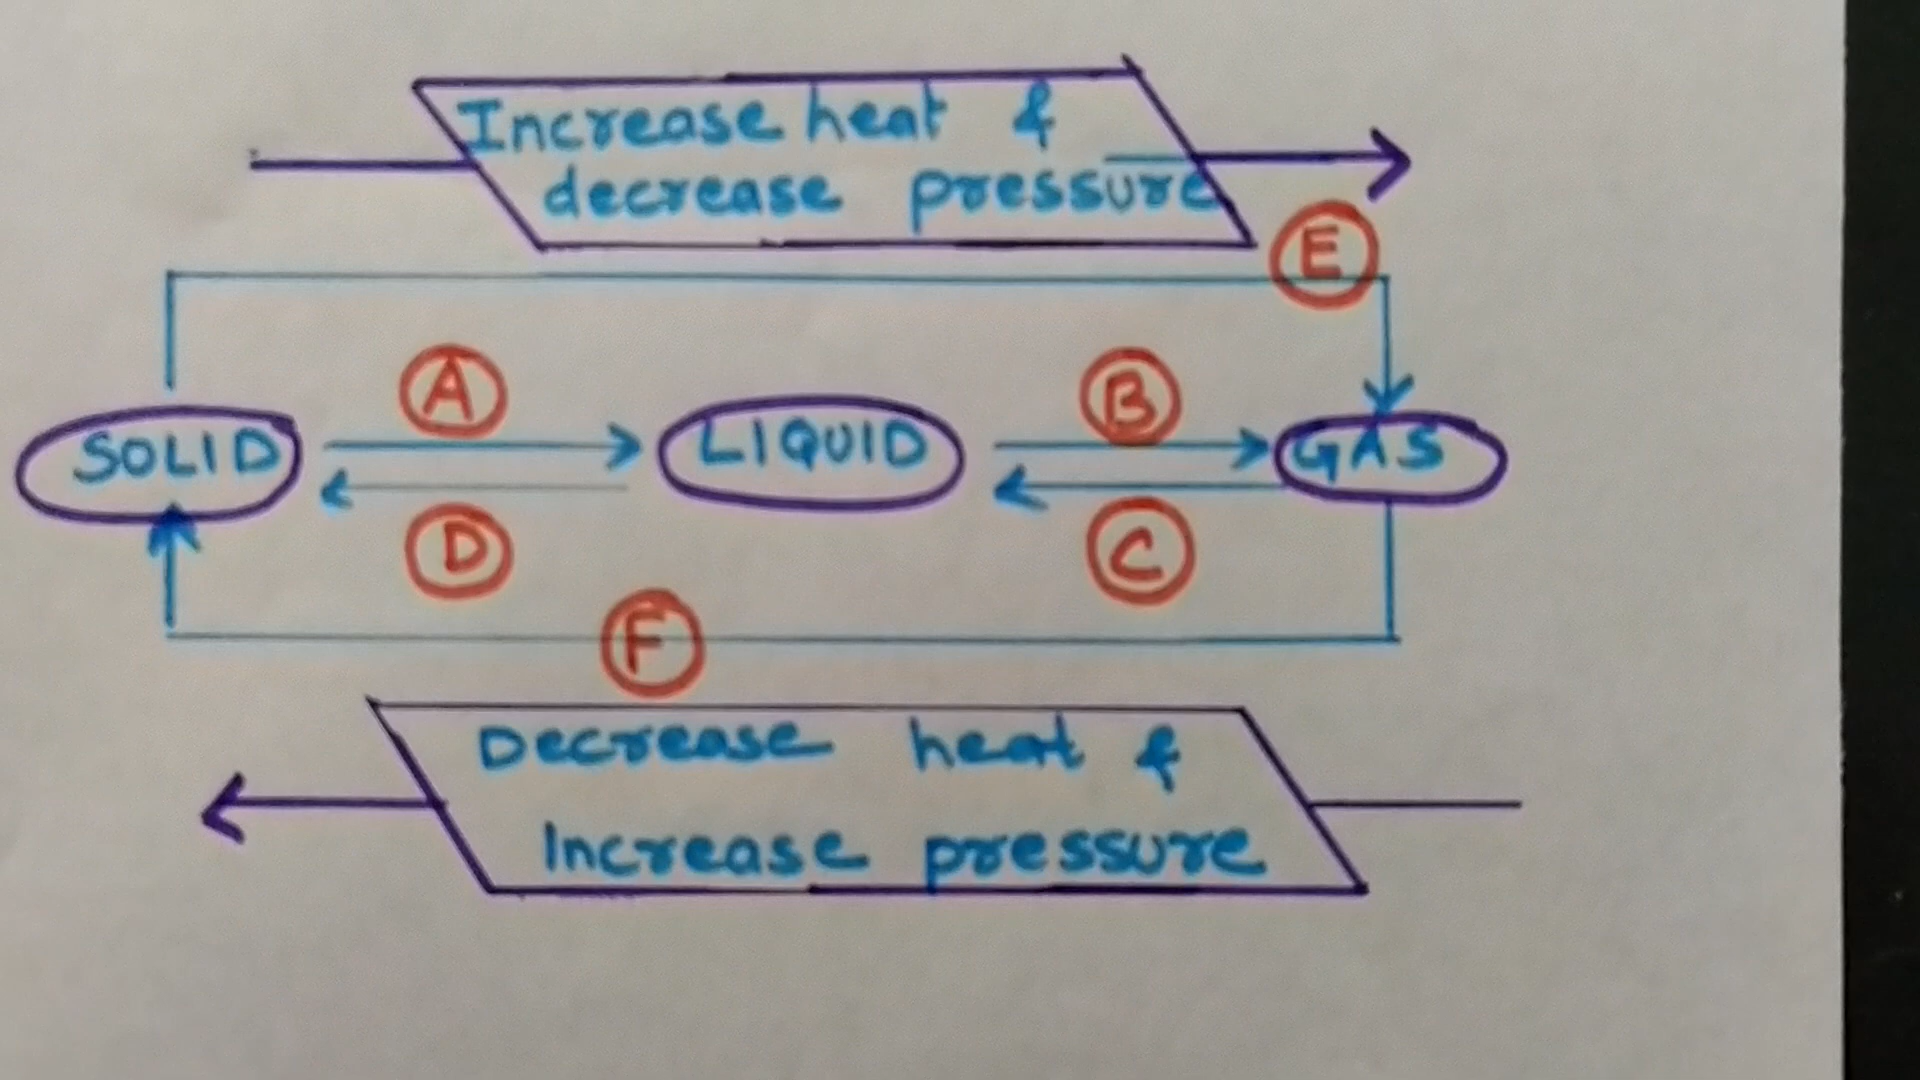 Increase heat &
decrease pressure
E
A
B
SOLID
LIQUID
GAS
D
C
F
Decrease heat &
Increase pressure